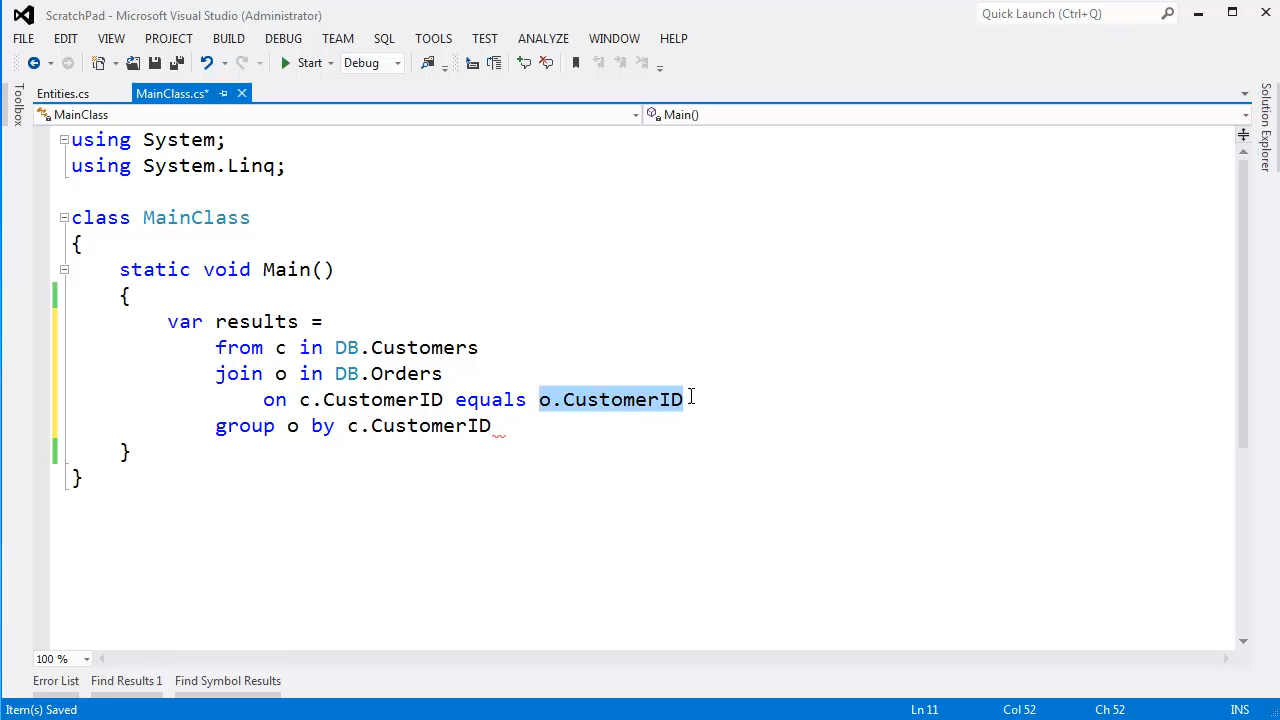 ScratchPad - Microsoft Visual Studio (Administrator)
Quick Launch (Ctrl+Q)
FILE EDIT VIEW PROJECT BUILD DEBUG TEAM SQL TOOLS TEST ANALYZE WINDOW HELP
Start Debug
Toolbox
Entities.cs MainClass.cs*
Solution Explorer
MainClass Main()
using System;
using System.Linq;
class MainClass
{
static void Main()
{
var results =
from c in DB.Customers
join o in DB.Orders
on c.CustomerID equals o.CustomerID
group o by c.CustomerID
}
}
100 %
Error List Find Results 1 Find Symbol Results
Item(s) Saved Ln 11 Col 52 Ch 52 INS